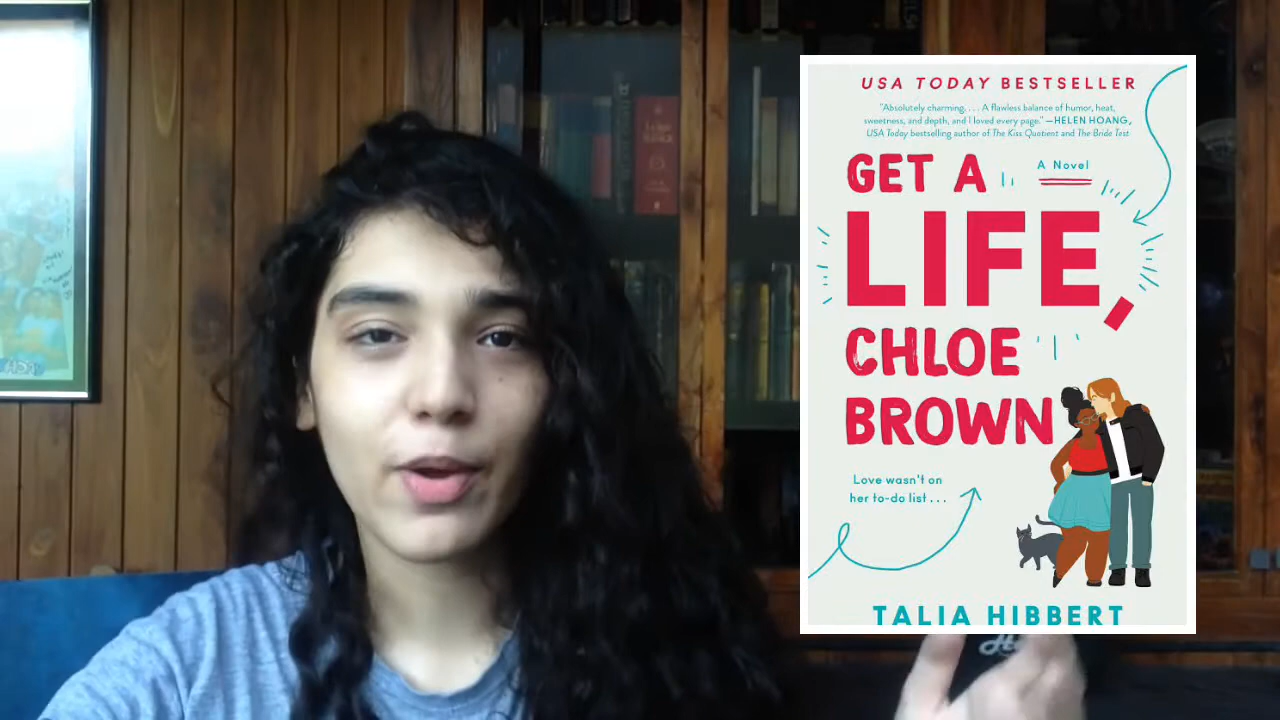 USA TODAY BESTSELLER
"Absolutely charming. . . . A flawless balance of humor, heat,
sweetness, and depth, and I loved every page." —HELEN HOANG,
USA Today bestselling author of The Kiss Quotient and The Bride Test
GET A
A Novel
LIFE,
CHLOE
BROWN
Love wasn't on
her to-do list . . .
TALIA HIBBERT